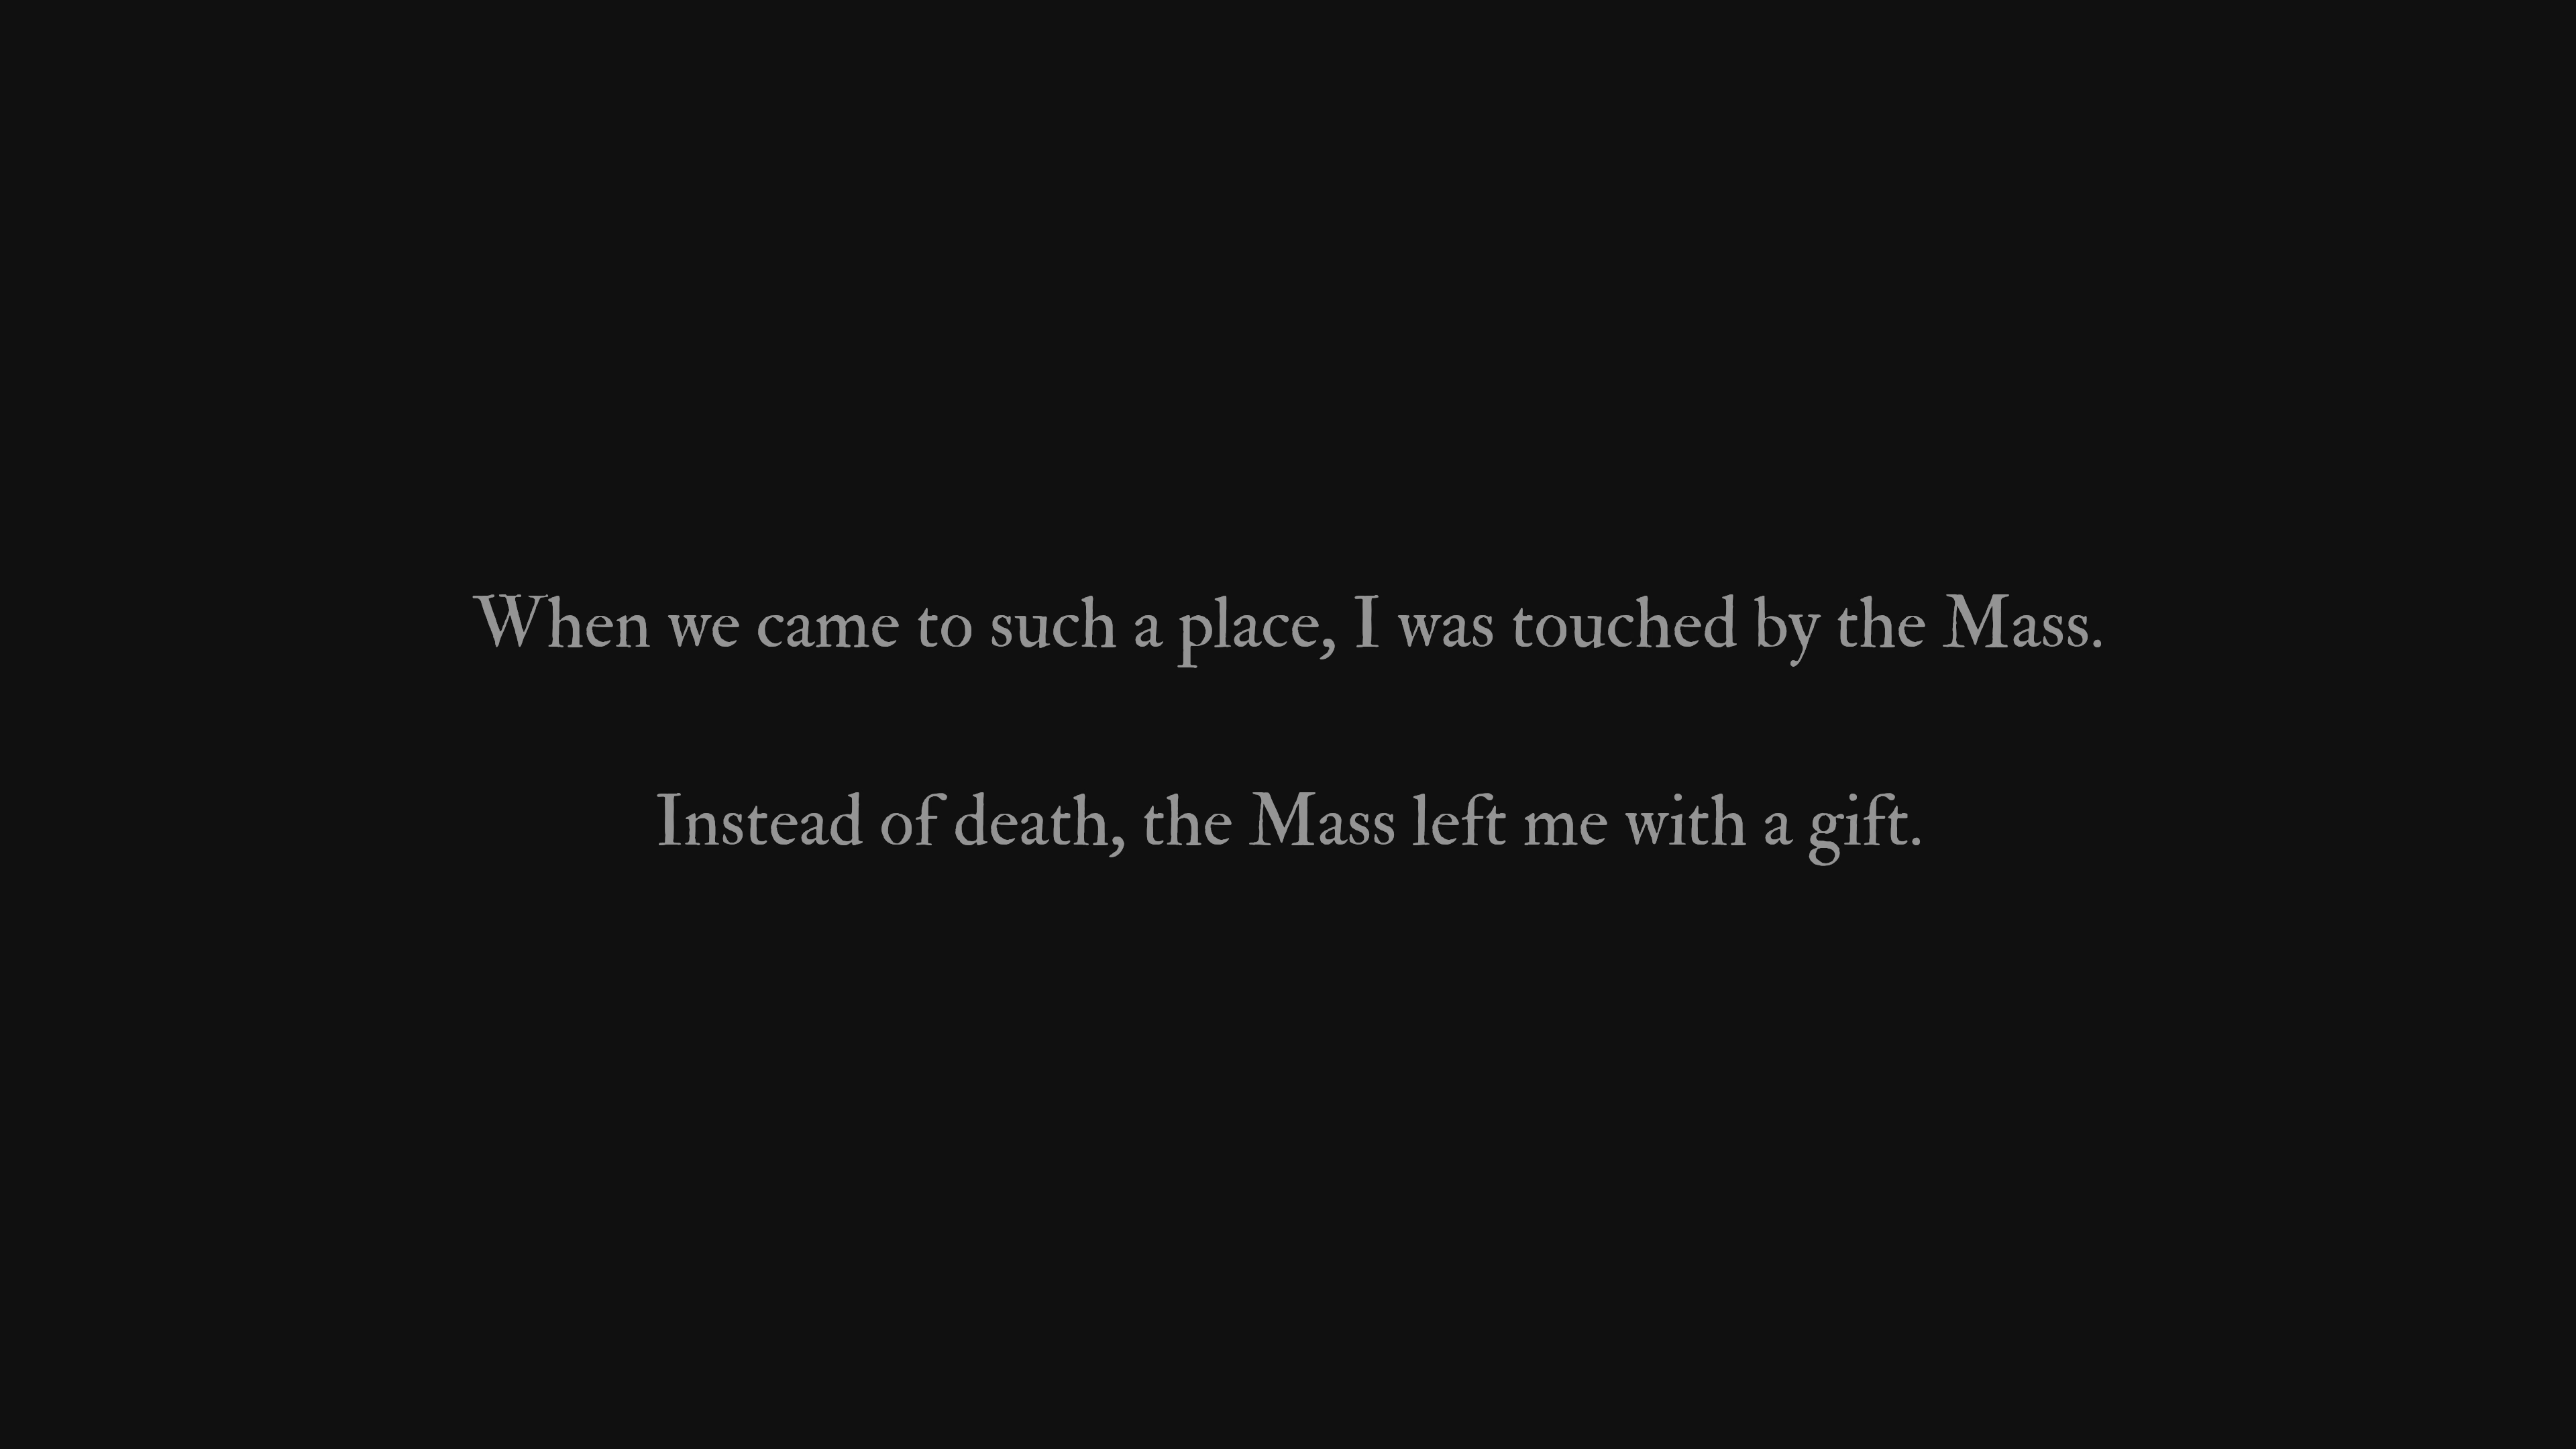 When we came to such a place, I was touched by the Mass.
Instead of death, the Mass left me with a gift.